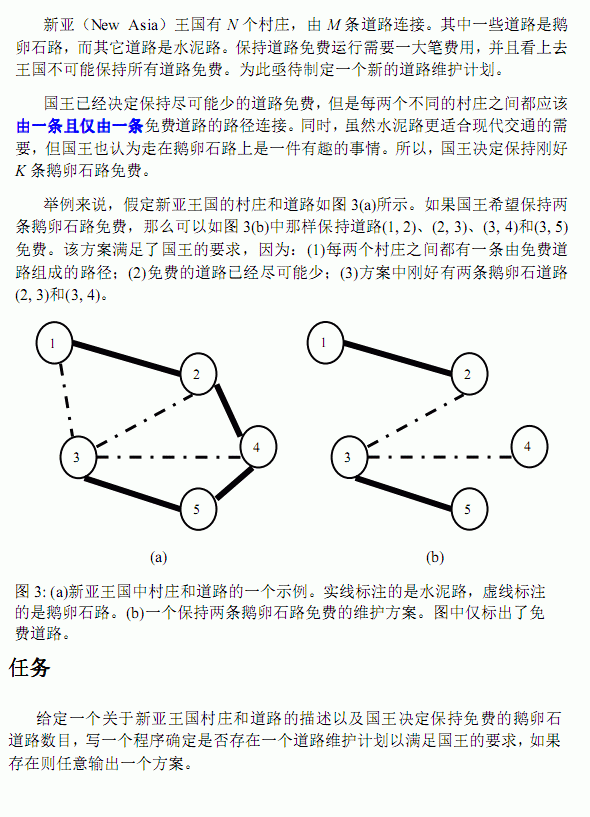 新亚（New Asia）王国有 N 个村庄，由 M 条道路连接。其中一些道路是鹅
卵石路，而其它道路是水泥路。保持道路免费运行需要一大笔费用，并且看上去
王国不可能保持所有道路免费。为此亟待制定一个新的道路维护计划。
国王已经决定保持尽可能少的道路免费，但是每两个不同的村庄之间都应该
由一条且仅由一条免费道路的路径连接。同时，虽然水泥路更适合现代交通的需
要，但国王也认为走在鹅卵石路上是一件有趣的事情。所以，国王决定保持刚好
K 条鹅卵石路免费。
举例来说，假定新亚王国的村庄和道路如图 3(a)所示。如果国王希望保持两
条鹅卵石路免费，那么可以如图 3(b)中那样保持道路(1, 2)、(2, 3)、(3, 4)和(3, 5)
免费。该方案满足了国王的要求，因为：(1)每两个村庄之间都有一条由免费道
路组成的路径；(2)免费的道路已经尽可能少；(3)方案中刚好有两条鹅卵石道路
(2, 3)和(3, 4)。
1
2
3
4
5
(a)
1
2
3
4
5
(b)
图 3: (a)新亚王国中村庄和道路的一个示例。实线标注的是水泥路，虚线标注
的是鹅卵石路。(b)一个保持两条鹅卵石路免费的维护方案。图中仅标出了免
费道路。
任务
给定一个关于新亚王国村庄和道路的描述以及国王决定保持免费的鹅卵石
道路数目，写一个程序确定是否存在一个道路维护计划以满足国王的要求，如果
存在则任意输出一个方案。